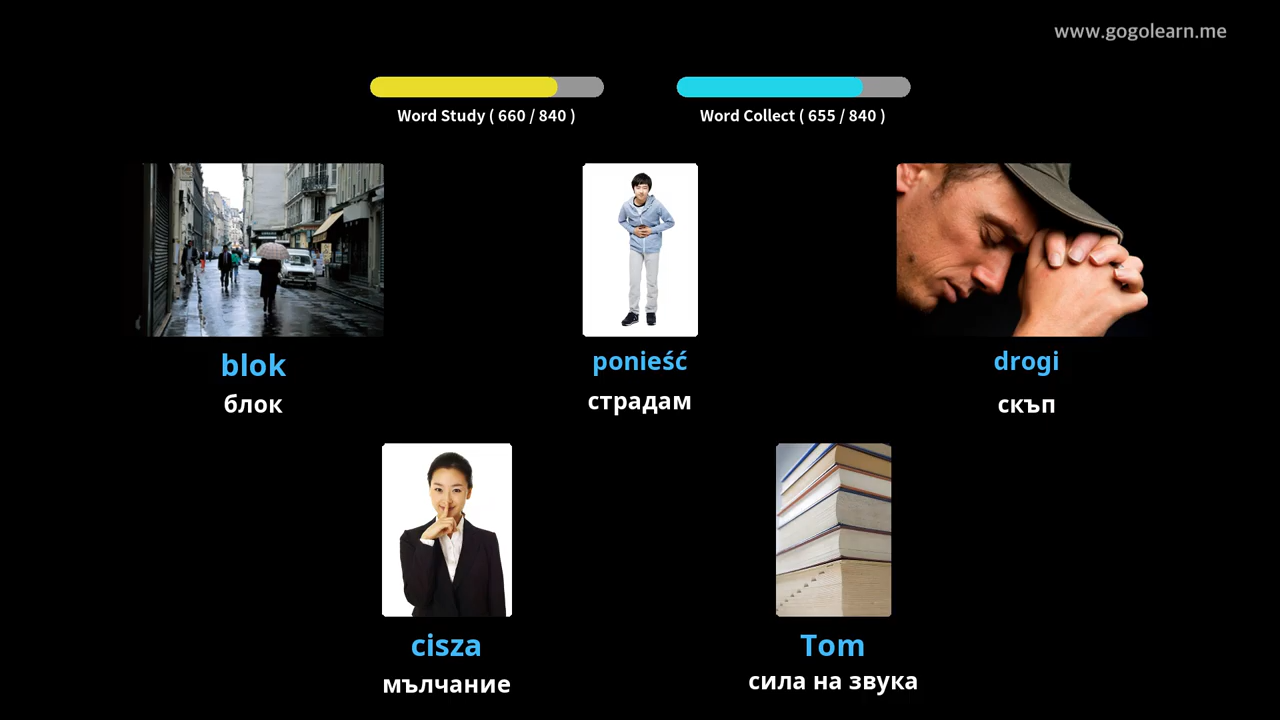 www.gogolearn.me
Word Study ( 660 / 840 )
Word Collect ( 655 / 840 )
blok
блок
ponieść
страдам
drogi
скъп
cisza
мълчание
Tom
сила на звука